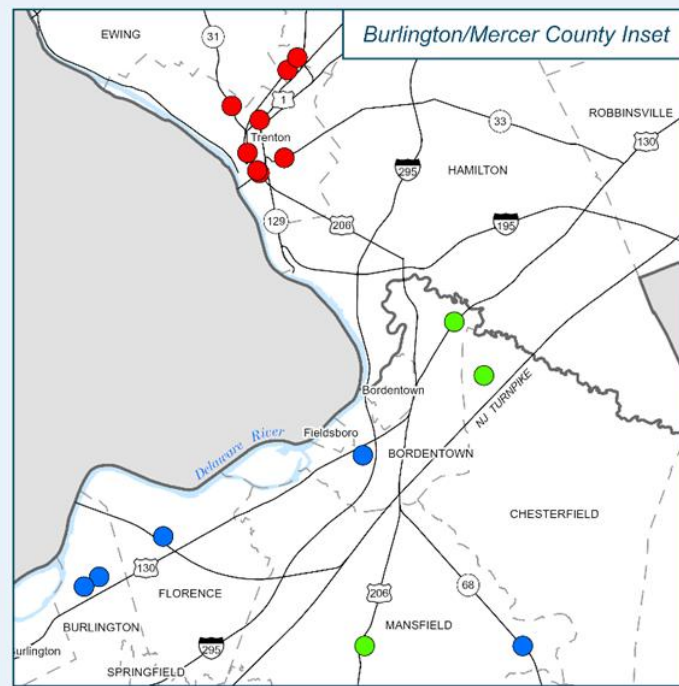 Burlington/Mercer County Inset
EWING
31
1
Trenton
33
ROBBINSVILLE
130
295
HAMILTON
129
206
195
Bordentown
NJ TURNPIKE
Fieldsboro
Delaware River
BORDENTOWN
CHESTERFIELD
130
FLORENCE
206
68
BURLINGTON
MANSFIELD
urlington
295
SPRINGFIELD